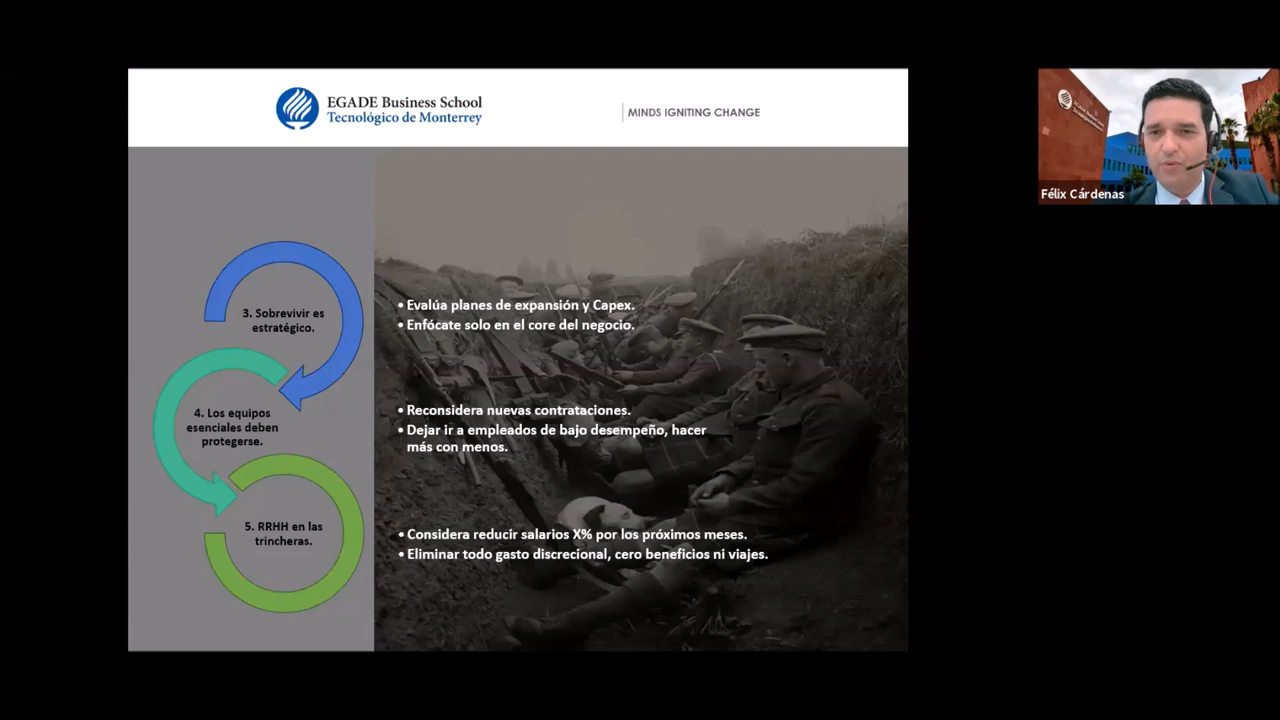 EGADE Business School
Tecnológico de Monterrey
MINDS IGNITING CHANGE
3. Sobrevivir es
estratégico.
• Evalúa planes de expansión y Capex.
• Enfócate solo en el core del negocio.
4. Los equipos
esenciales deben
protegerse.
• Reconsidera nuevas contrataciones.
• Dejar ir a empleados de bajo desempeño, hacer
más con menos.
5. RRHH en las
trincheras.
• Considera reducir salarios X% por los próximos meses.
• Eliminar todo gasto discrecional, cero beneficios ni viajes.
Félix Cárdenas